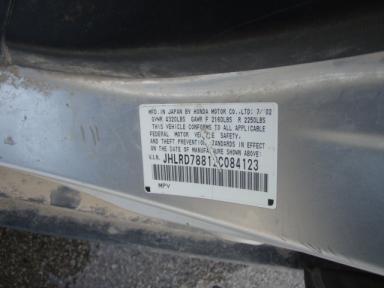 MFD. IN JAPAN BY HONDA MOTOR CO., LTD: 7/02
GVWR 4320LBS GAWR F 2160LBS R 2250LBS
THIS VEHICLE CONFORMS TO ALL APPLICABLE
FEDERAL MOTOR VEHICLE SAFETY
AND THEFT PREVENTION STANDARDS IN EFFECT
ON THE DATE OF MANUFACTURE SHOWN ABOVE.
V.I.N. JHLRD7881 C084123
MPV